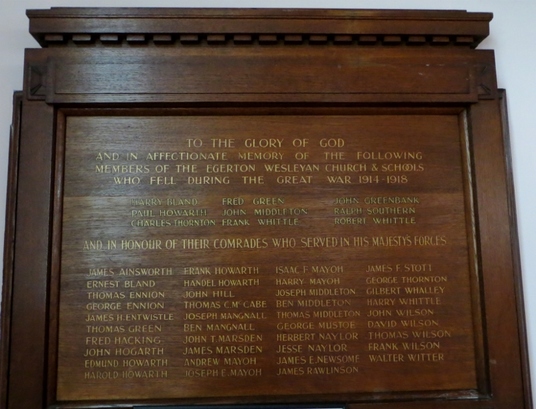 TO THE GLORY OF GOD
AND IN AFFECTIONATE MEMORY OF THE FOLLOWING
MEMBERS OF THE EGERTON WESLEYAN CHURCH & SCHOOLS
WHO FELL DURING THE GREAT WAR 1914-1918
HARRY BLAND FRED GREEN JOHN GREENBANK
PAUL HOWARTH JOHN MIDDLETON RALPH SOUTHERN
CHARLES THORNTON FRANK WHITTLE ROBERT WHITTLE
AND IN HONOUR OF THEIR COMRADES WHO SERVED IN HIS MAJESTY'S FORCES
JAMES AINSWORTH FRANK HOWARTH ISAAC F. MAYOH JAMES F. STOTT
ERNEST BLAND HANDEL HOWARTH HARRY MAYOH GEORGE THORNTON
THOMAS ENNION JOHN HILL JOSEPH MIDDLETON GILBERT WHALLEY
GEORGE ENNION THOMAS C. Mc CABE BEN MIDDLETON HARRY WHITTLE
JAMES H. ENTWISTLE JOSEPH MANGNALL THOMAS MIDDLETON JOHN WILSON
THOMAS GREEN BEN MANGNALL GEORGE MUSTOE DAVID WILSON
FRED HACKING JOHN T. MARSDEN HERBERT NAYLOR THOMAS WILSON
JOHN HOGARTH JAMES MARSDEN JESSE NAYLOR FRANK WILSON
EDMUND HOWARTH ANDREW MAYOH JAMES E. NEWSOME WALTER WITTER
HAROLD HOWARTH JOSEPH E. MAYOH JAMES RAWLINSON